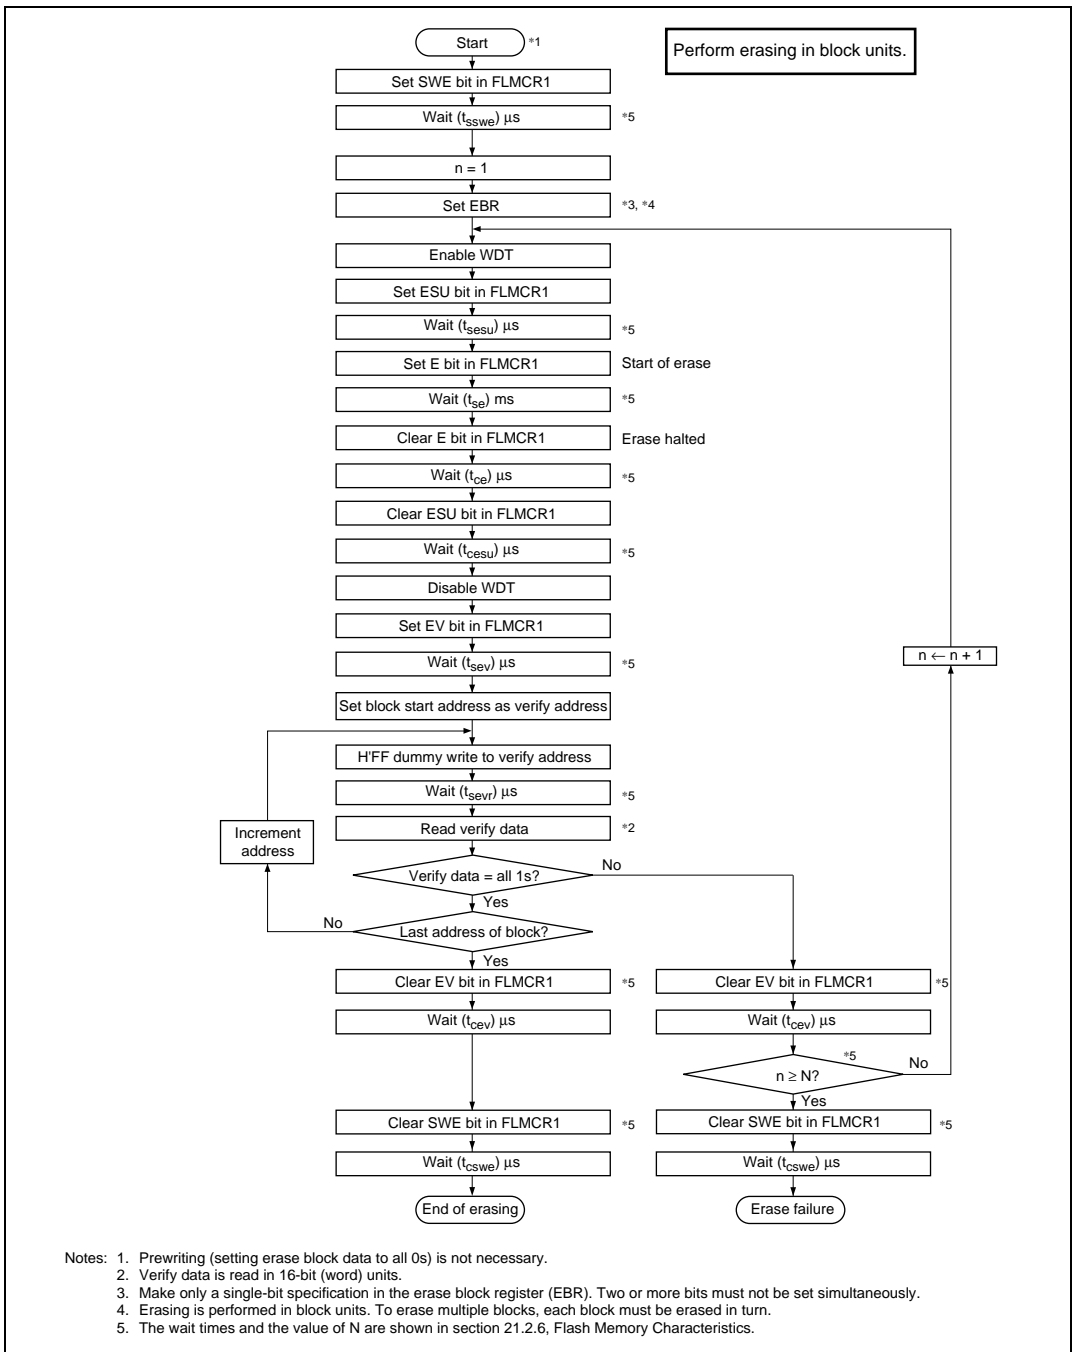 Start *1
Perform erasing in block units.
Set SWE bit in FLMCR1
Wait (tsswe) μs *5
n = 1
Set EBR *3, *4
Enable WDT
Set ESU bit in FLMCR1
Wait (tsesu) μs *5
Set E bit in FLMCR1 Start of erase
Wait (tse) ms *5
Clear E bit in FLMCR1 Erase halted
Wait (tce) μs *5
Clear ESU bit in FLMCR1
Wait (tcesu) μs *5
Disable WDT
Set EV bit in FLMCR1
Wait (tsev) μs *5
n ← n + 1
Set block start address as verify address
H'FF dummy write to verify address
Wait (tsevr) μs *5
Read verify data *2
Increment
address
Verify data = all 1s? No
Yes
No Last address of block?
Yes
Clear EV bit in FLMCR1 *5
Clear EV bit in FLMCR1 *5
Wait (tcev) μs
Wait (tcev) μs
n ≥ N? *5 No
Yes
Clear SWE bit in FLMCR1 *5
Clear SWE bit in FLMCR1 *5
Wait (tcswe) μs
Wait (tcswe) μs
End of erasing
Erase failure
Notes: 1. Prewriting (setting erase block data to all 0s) is not necessary.
2. Verify data is read in 16-bit (word) units.
3. Make only a single-bit specification in the erase block register (EBR). Two or more bits must not be set simultaneously.
4. Erasing is performed in block units. To erase multiple blocks, each block must be erased in turn.
5. The wait times and the value of N are shown in section 21.2.6, Flash Memory Characteristics.